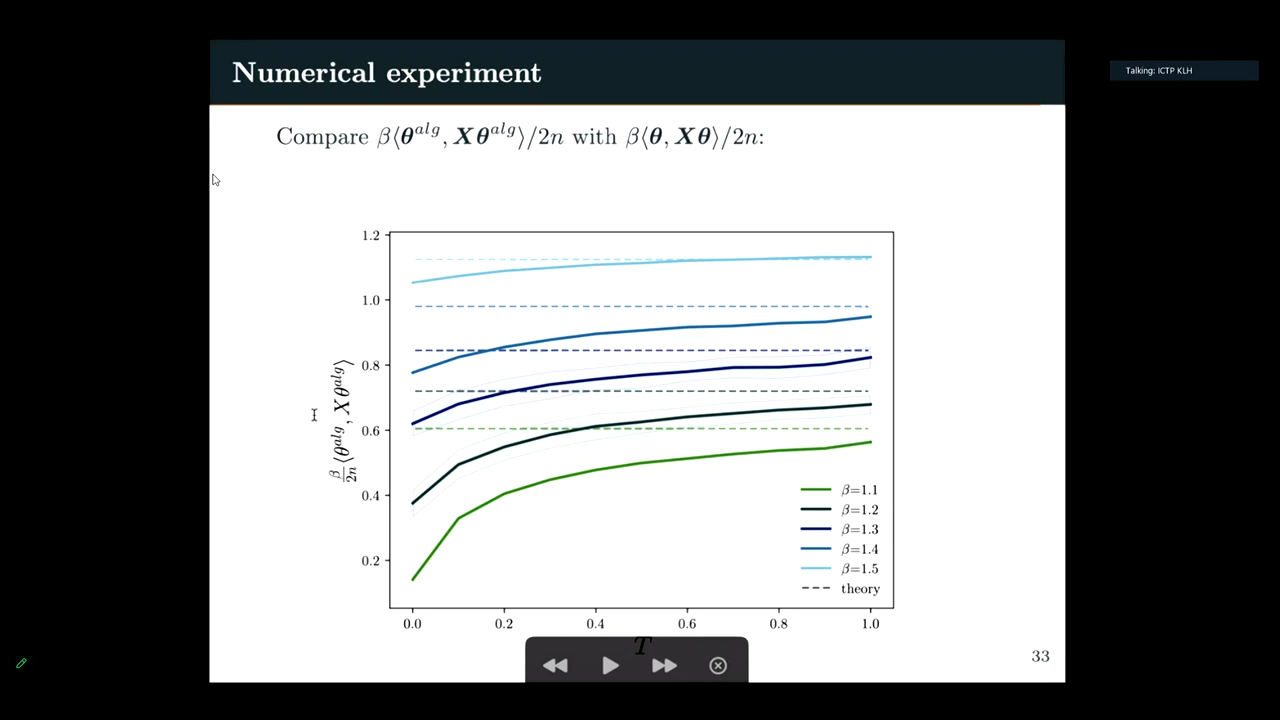 Numerical experiment
Talking: ICTP KLH
Compare β⟨θ^{alg}, Xθ^{alg}⟩/2n with β⟨θ, Xθ⟩/2n:
1.2
1.0
0.8
0.6
0.4
0.2
β/2n ⟨θ^{alg}, Xθ^{alg}⟩
β=1.1
β=1.2
β=1.3
β=1.4
β=1.5
theory
0.0 0.2 0.4 0.6 0.8 1.0
T
33